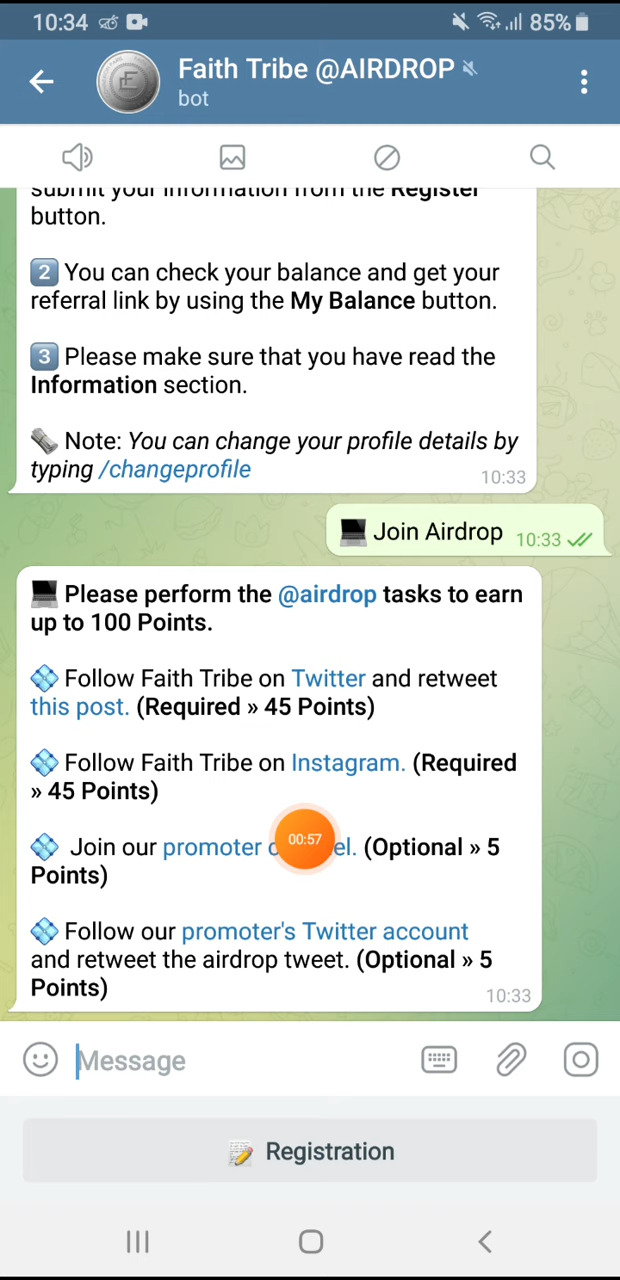 10:34 85%
Faith Tribe @AIRDROP
bot
submit your information from the Register
button.
2 You can check your balance and get your
referral link by using the My Balance button.
3 Please make sure that you have read the
Information section.
Note: You can change your profile details by
typing /changeprofile
10:33
Join Airdrop 10:33
Please perform the @airdrop tasks to earn
up to 100 Points.
Follow Faith Tribe on Twitter and retweet
this post. (Required » 45 Points)
Follow Faith Tribe on Instagram. (Required
» 45 Points)
Join our promoter (Optional » 5
00:57
Points)
Follow our promoter's Twitter account
and retweet the airdrop tweet. (Optional » 5
Points)
10:33
Message
Registration